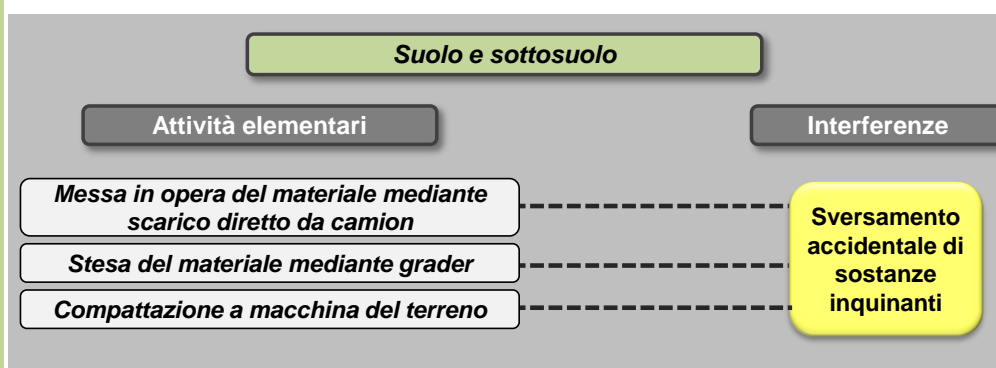 Suolo e sottosuolo
Attività elementari
Interferenze
Messa in opera del materiale mediante
scarico diretto da camion
Stesa del materiale mediante grader
Compattazione a macchina del terreno
Sversamento
accidentale di
sostanze
inquinanti